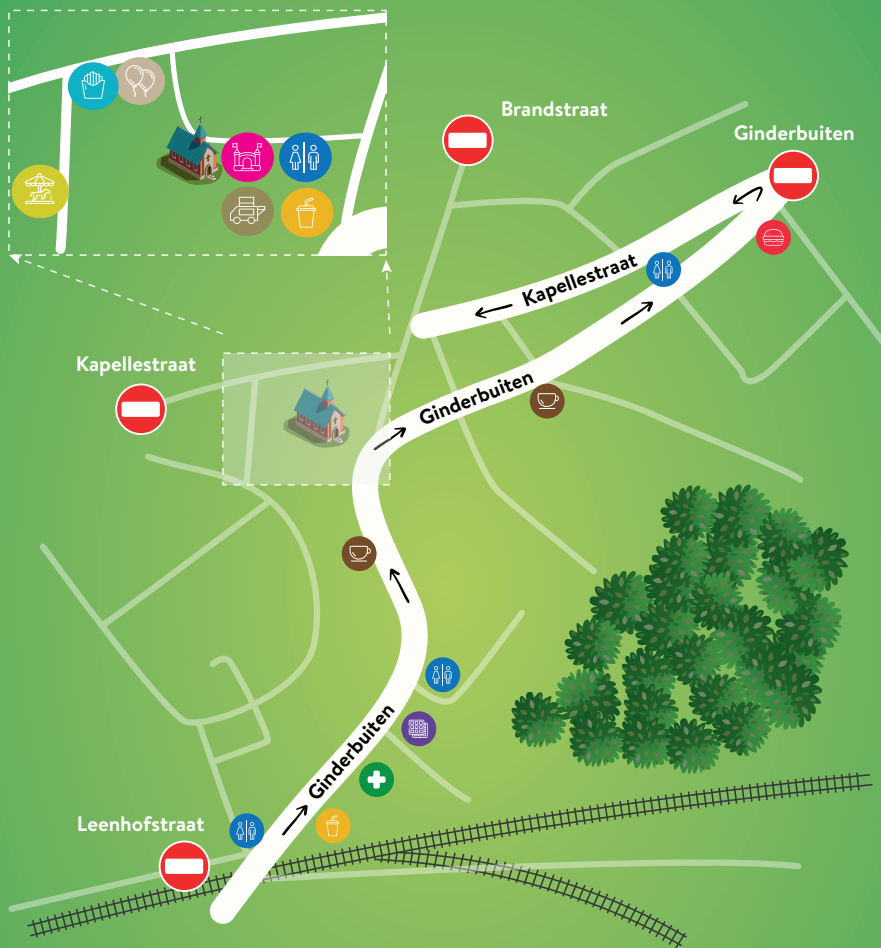 Brandstraat
Ginderbuiten
Kapellestraat
Kapellestraat
Ginderbuiten
Ginderbuiten
Leenhofstraat